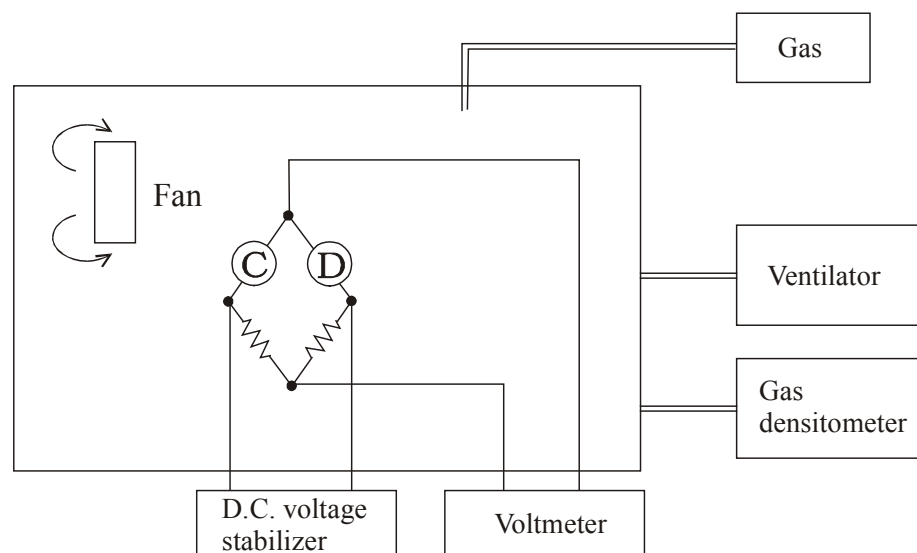 Gas
Fan
C
D
Ventilator
Gas
densitometer
D.C. voltage
stabilizer
Voltmeter